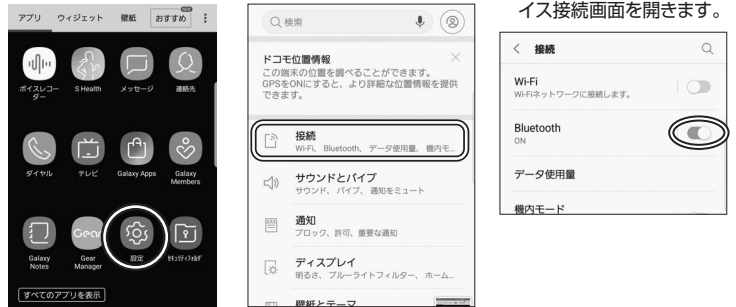 アプリ ウィジェット 壁紙 おすすめ
ボイスレコーダー
S Health
メッセージ
連絡先
ダイヤル
テレビ
Galaxy Apps
Galaxy Members
Galaxy Notes
Gear
Gear Manager
設定
セキュリティフォルダ
すべてのアプリを表示
検索
ドコモ位置情報
この端末の位置を調べることができます。
GPSをONにすると、より詳細な位置情報を提供
できます。
接続
Wi-Fi、 Bluetooth、 データ使用量、 機内モ...
サウンドとバイブ
サウンド、 バイブ、 通知をミュート
通知
ブロック、許可、重要な通知
ディスプレイ
明るさ、 ブルーライトフィルター、 ホーム...
壁紙とテーマ
イス接続画面を開きます。
接続
Wi-Fi
Wi-Fiネットワークに接続します。
Bluetooth
ON
データ使用量
機内モード